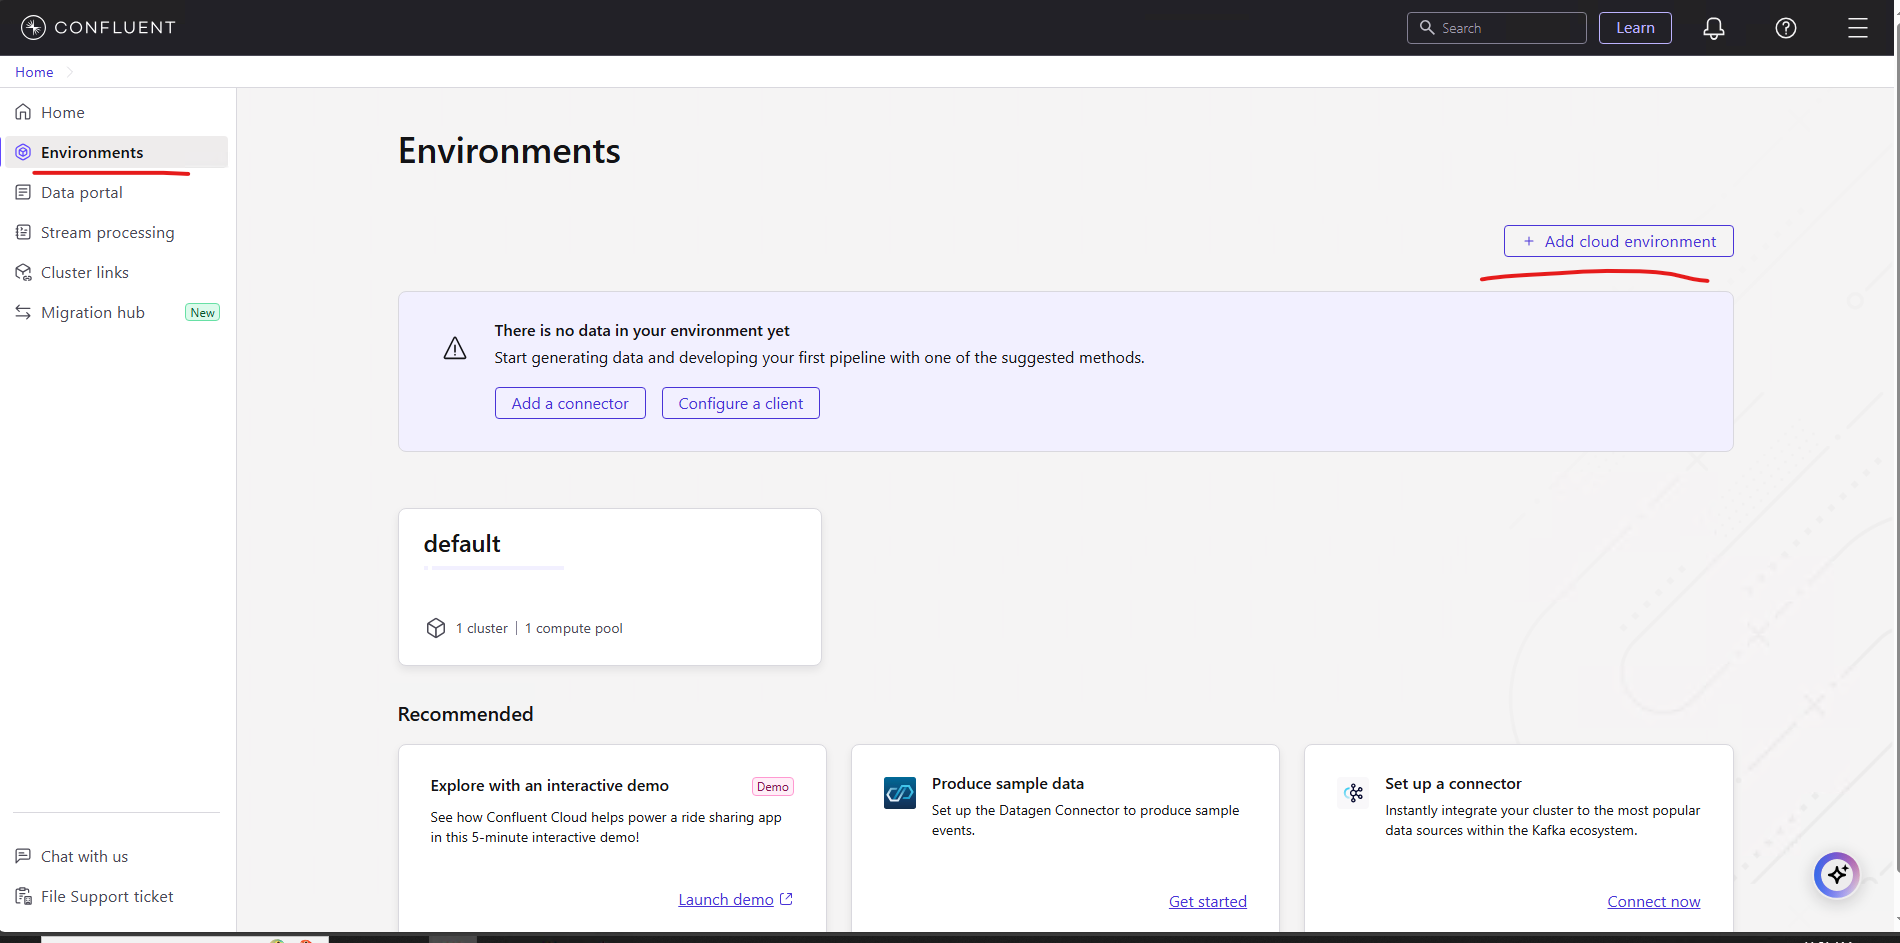 CONFLUENT
Search
Learn
Home
Home
Environments
Data portal
Stream processing
Cluster links
Migration hub New
Chat with us
File Support ticket
Environments
+ Add cloud environment
There is no data in your environment yet
Start generating data and developing your first pipeline with one of the suggested methods.
Add a connector
Configure a client
default
1 cluster | 1 compute pool
Recommended
Explore with an interactive demo Demo
See how Confluent Cloud helps power a ride sharing app
in this 5-minute interactive demo!
Launch demo
Produce sample data
Set up the Datagen Connector to produce sample
events.
Get started
Set up a connector
Instantly integrate your cluster to the most popular
data sources within the Kafka ecosystem.
Connect now